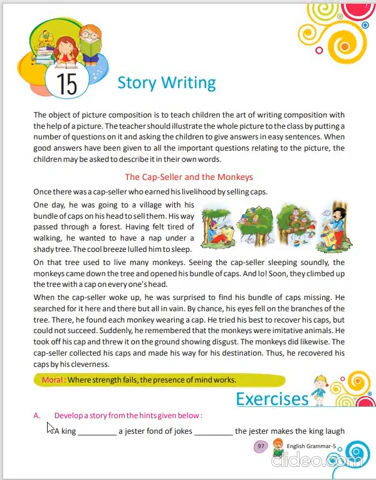 15
Story Writing
The object of picture composition is to teach children the art of writing composition with
the help of a picture. The teacher should illustrate the whole picture to the class by putting a
number of questions on it and asking the children to give answers in easy sentences. When
good answers have been given to all the important questions relating to the picture, the
children may be asked to describe it in their own words.
The Cap-Seller and the Monkeys
Once there was a cap-seller who earned his livelihood by selling caps.
One day, he was going to a village with his
bundle of caps on his head to sell them. His way
passed through a forest. Having felt tired of
walking, he wanted to have a nap under a
shady tree. The cool breeze lulled him to sleep.
On that tree used to live many monkeys. Seeing the cap-seller sleeping soundly, the
monkeys came down the tree and opened his bundle of caps. And lo! Soon, they climbed up
the tree with a cap on every one's head.
When the cap-seller woke up, he was surprised to find his bundle of caps missing. He
searched for it here and there but all in vain. By chance, his eyes fell on the branches of the
tree. There, he found each monkey wearing a cap. He tried his best to recover his caps, but
could not succeed. Suddenly, he remembered that the monkeys were imitative animals. He
took off his cap and threw it on the ground showing disgust. The monkeys did likewise. The
cap-seller collected his caps and made his way for his destination. Thus, he recovered his
caps by his cleverness.
Moral : Where strength fails, the presence of mind works.
Exercises
A. Develop a story from the hints given below :
A king ________ a jester fond of jokes ________ the jester makes the king laugh
97 English Grammar-5
clideo.com